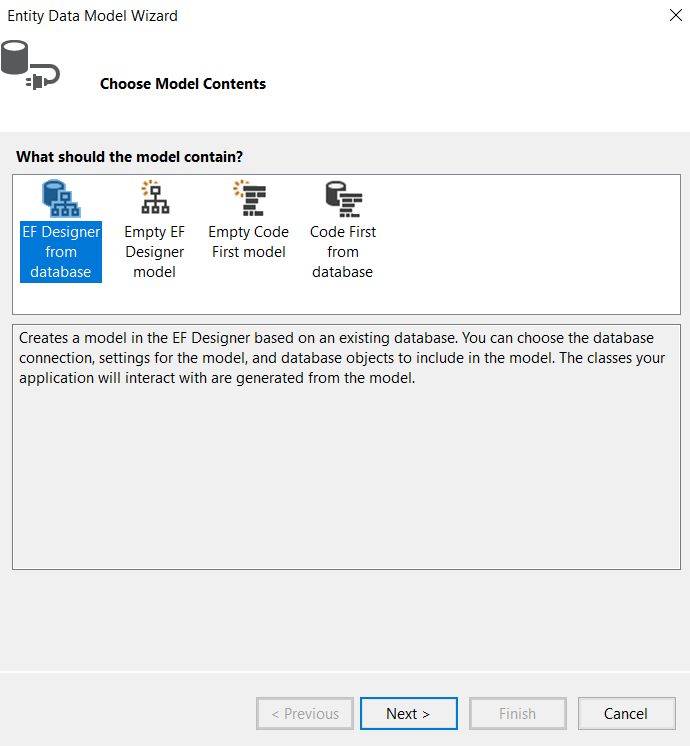 Entity Data Model Wizard
Choose Model Contents
What should the model contain?
EF Designer
from
database
Empty EF
Designer
model
Empty Code
First model
Code First
from
database
Creates a model in the EF Designer based on an existing database. You can choose the database
connection, settings for the model, and database objects to include in the model. The classes your
application will interact with are generated from the model.
< Previous
Next >
Finish
Cancel